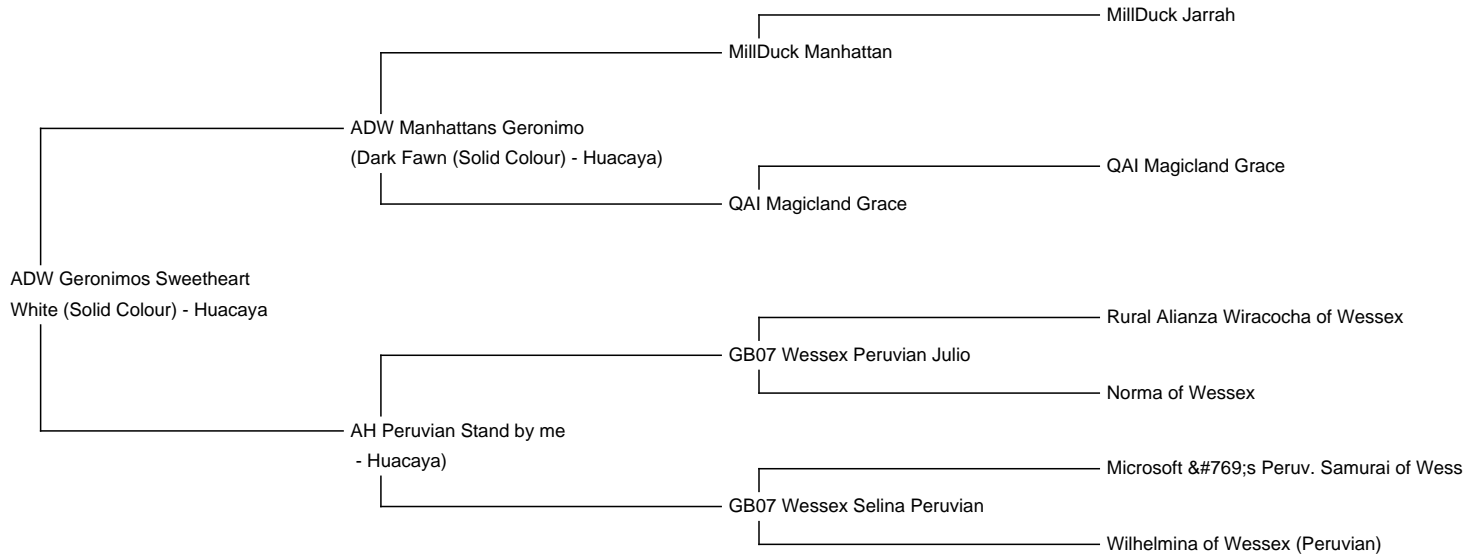 MillDuck Jarrah
MillDuck Manhattan
ADW Manhattans Geronimo
(Dark Fawn (Solid Colour) - Huacaya)
QAI Magicland Grace
QAI Magicland Grace
ADW Geronimos Sweetheart
White (Solid Colour) - Huacaya
Rural Alianza Wiracocha of Wessex
GB07 Wessex Peruvian Julio
Norma of Wessex
AH Peruvian Stand by me
- Huacaya)
Microsoft &#769;s Peruv. Samurai of Wess
GB07 Wessex Selina Peruvian
Wilhelmina of Wessex (Peruvian)